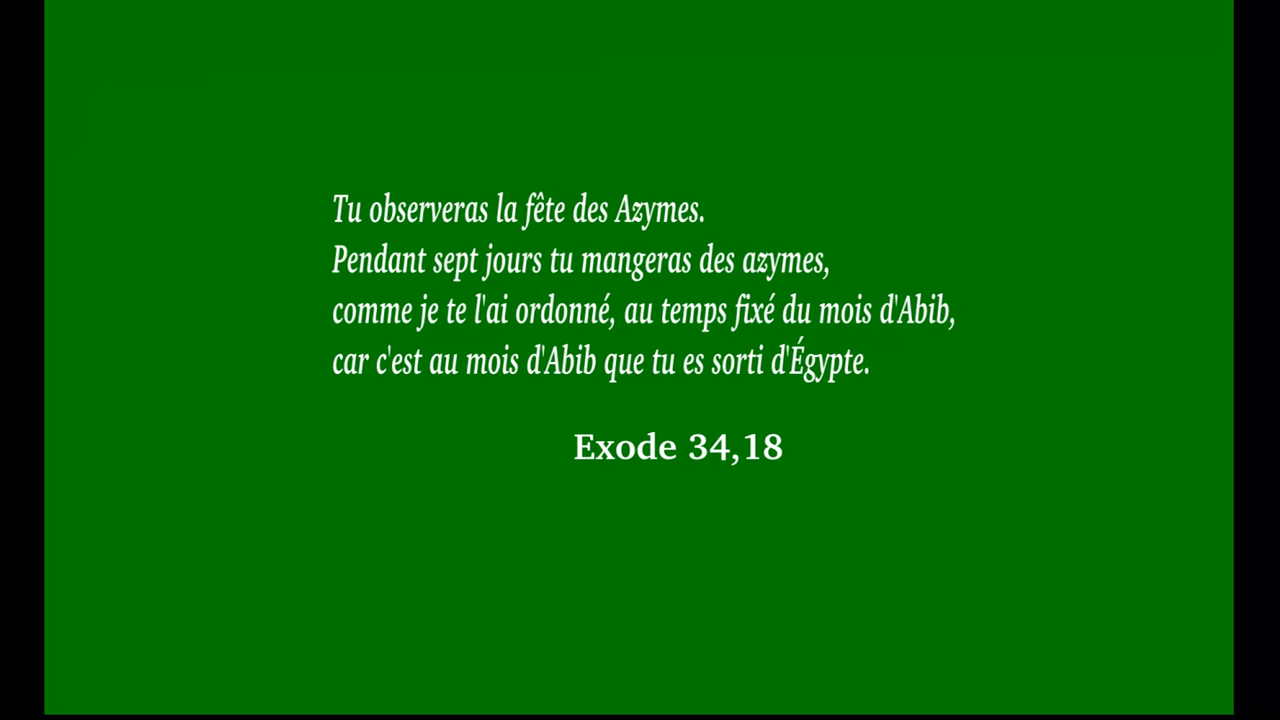 Tu observeras la fête des Azymes.
Pendant sept jours tu mangeras des azymes,
comme je te l'ai ordonné, au temps fixé du mois d'Abib,
car c'est au mois d'Abib que tu es sorti d'Égypte.
Exode 34,18